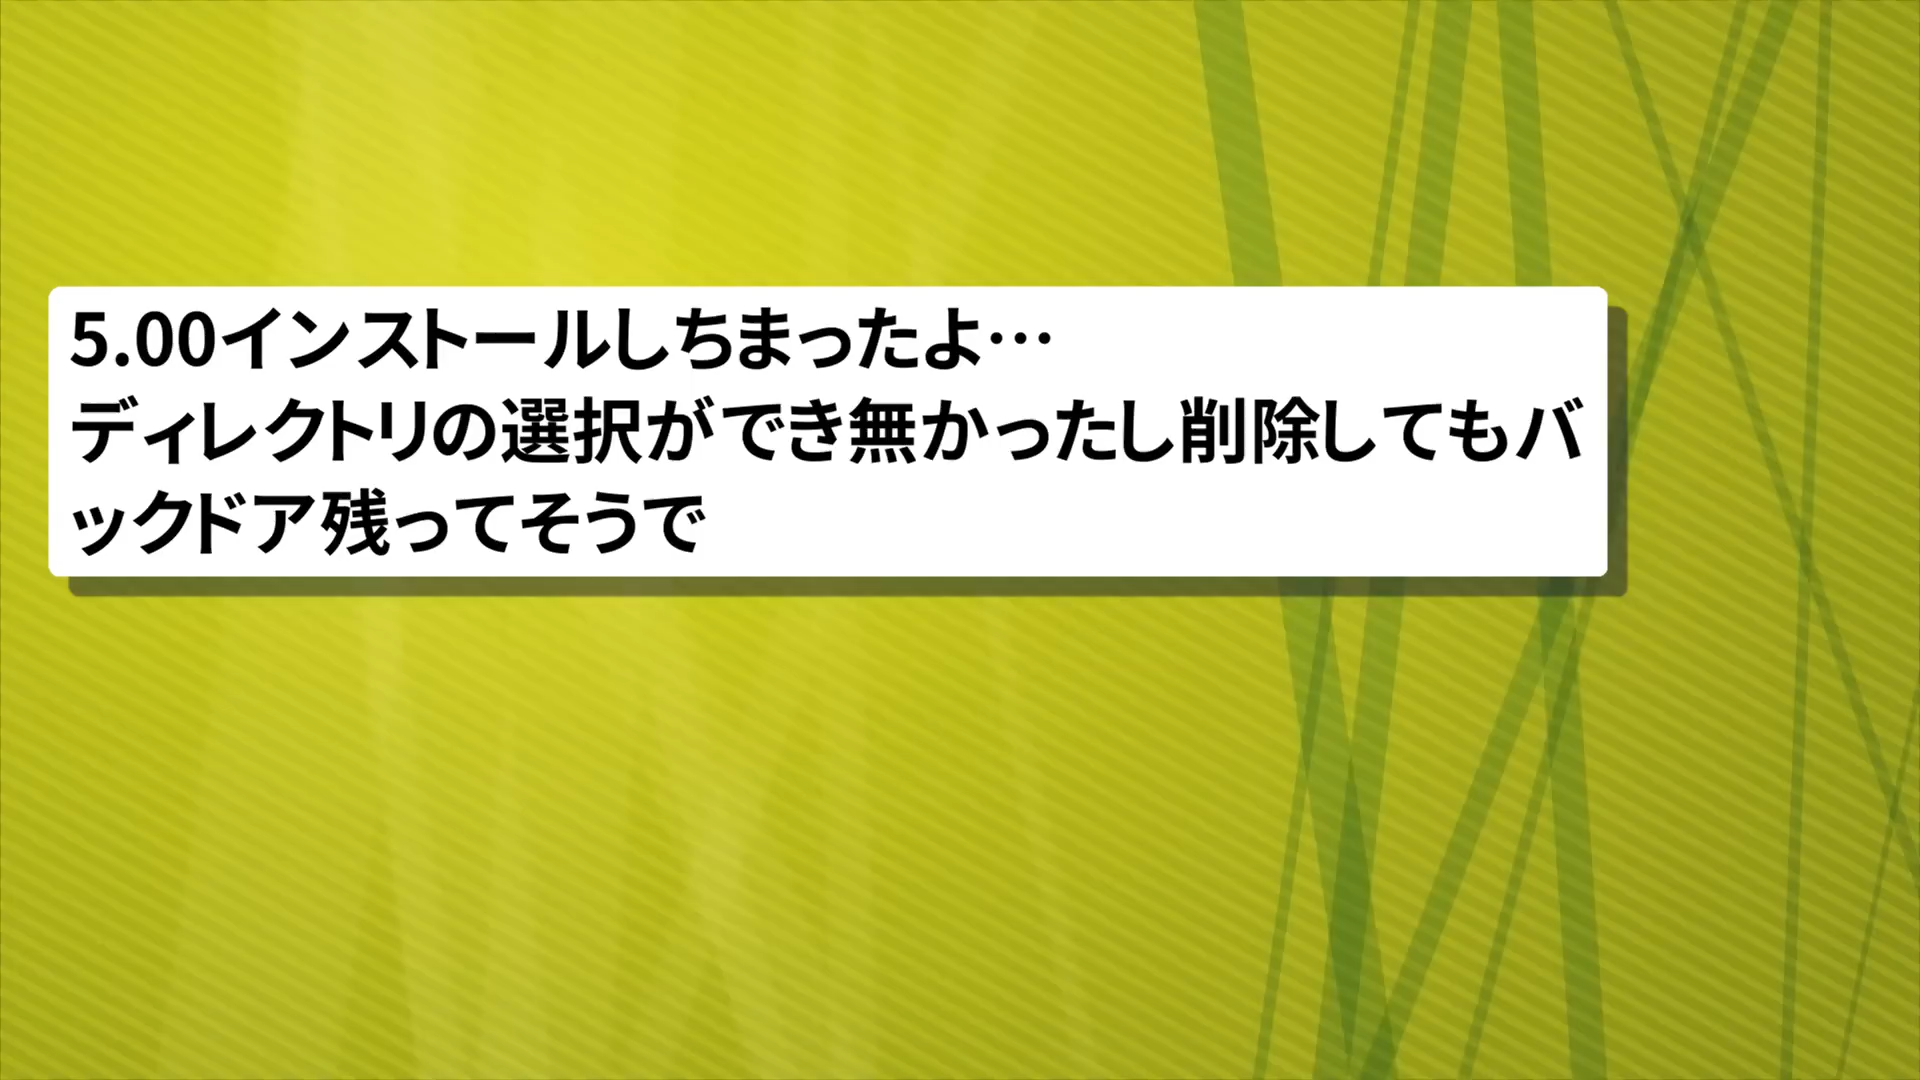 5.00インストールしちまったよ…
ディレクトリの選択ができ無かったし削除してもバ
ックドア残ってそうで